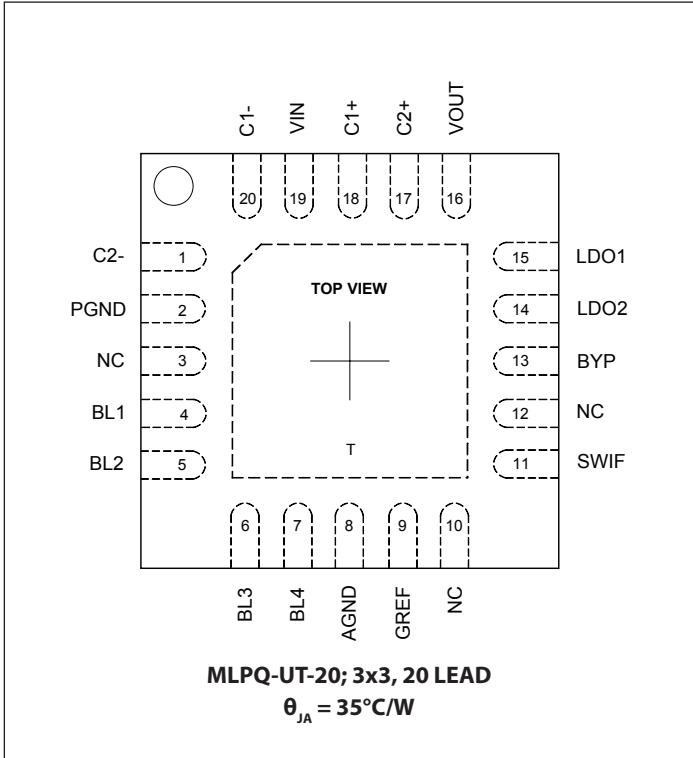 C1-
VIN
C1+
C2+
VOUT
20
19
18
17
16
C2- 1
PGND 2
NC 3
BL1 4
BL2 5
TOP VIEW
T
15 LDO1
14 LDO2
13 BYP
12 NC
11 SWIF
6
7
8
9
10
BL3
BL4
AGND
GREF
NC
MLPQ-UT-20; 3x3, 20 LEAD
θJA = 35°C/W